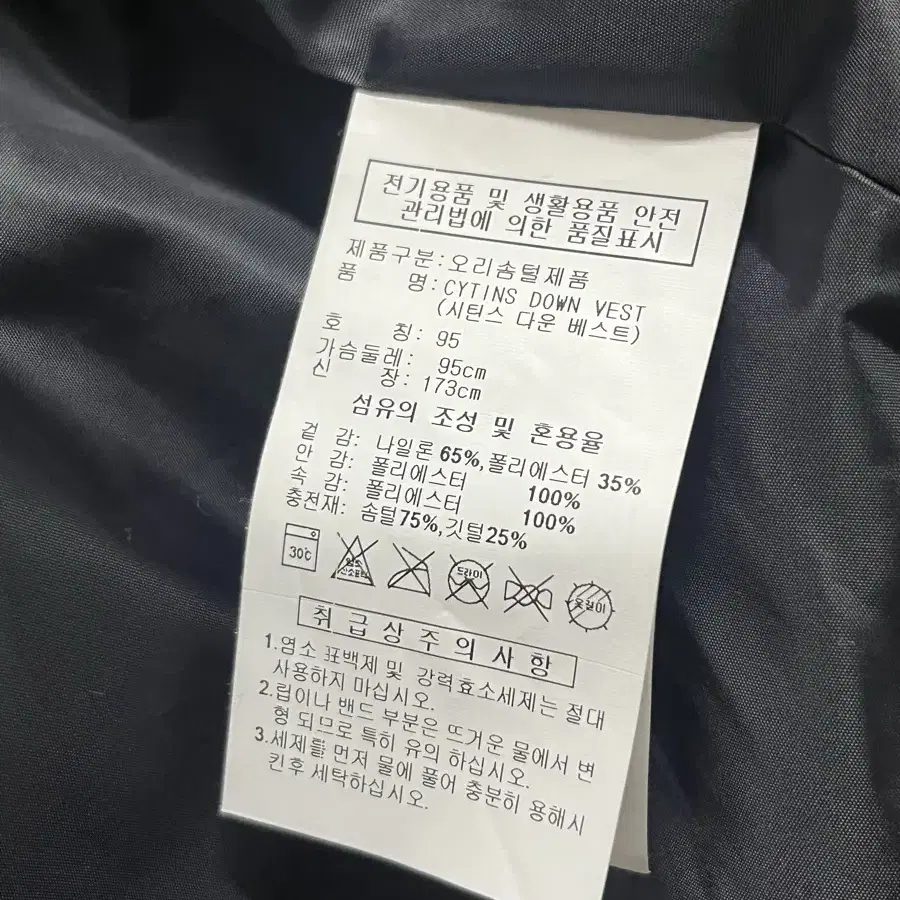 전기용품 및 생활용품 안전
관리법에 의한 품질표시
제품구분:오리솜털제품
품 명:CYTINS DOWN VEST
(시틴스 다운 베스트)
호 칭: 95
가슴둘레: 95cm
신 장: 173cm
섬유의 조성 및 혼용율
겉 감: 나일론 65%,폴리에스터 35%
안 감: 폴리에스터 100%
속 감: 폴리에스터 100%
충전재: 솜털75%,깃털25%
30℃ 염소 산소표백 드라이 옷걸이
취급상주의사항
1.염소 표백제 및 강력효소세제는 절대
사용하지 마십시오.
2.립이나 밴드 부분은 뜨거운 물에서 변
형 되므로 특히 유의 하십시오.
3.세제를 먼저 물에 풀어 충분히 용해시
킨후 세탁하십시오.